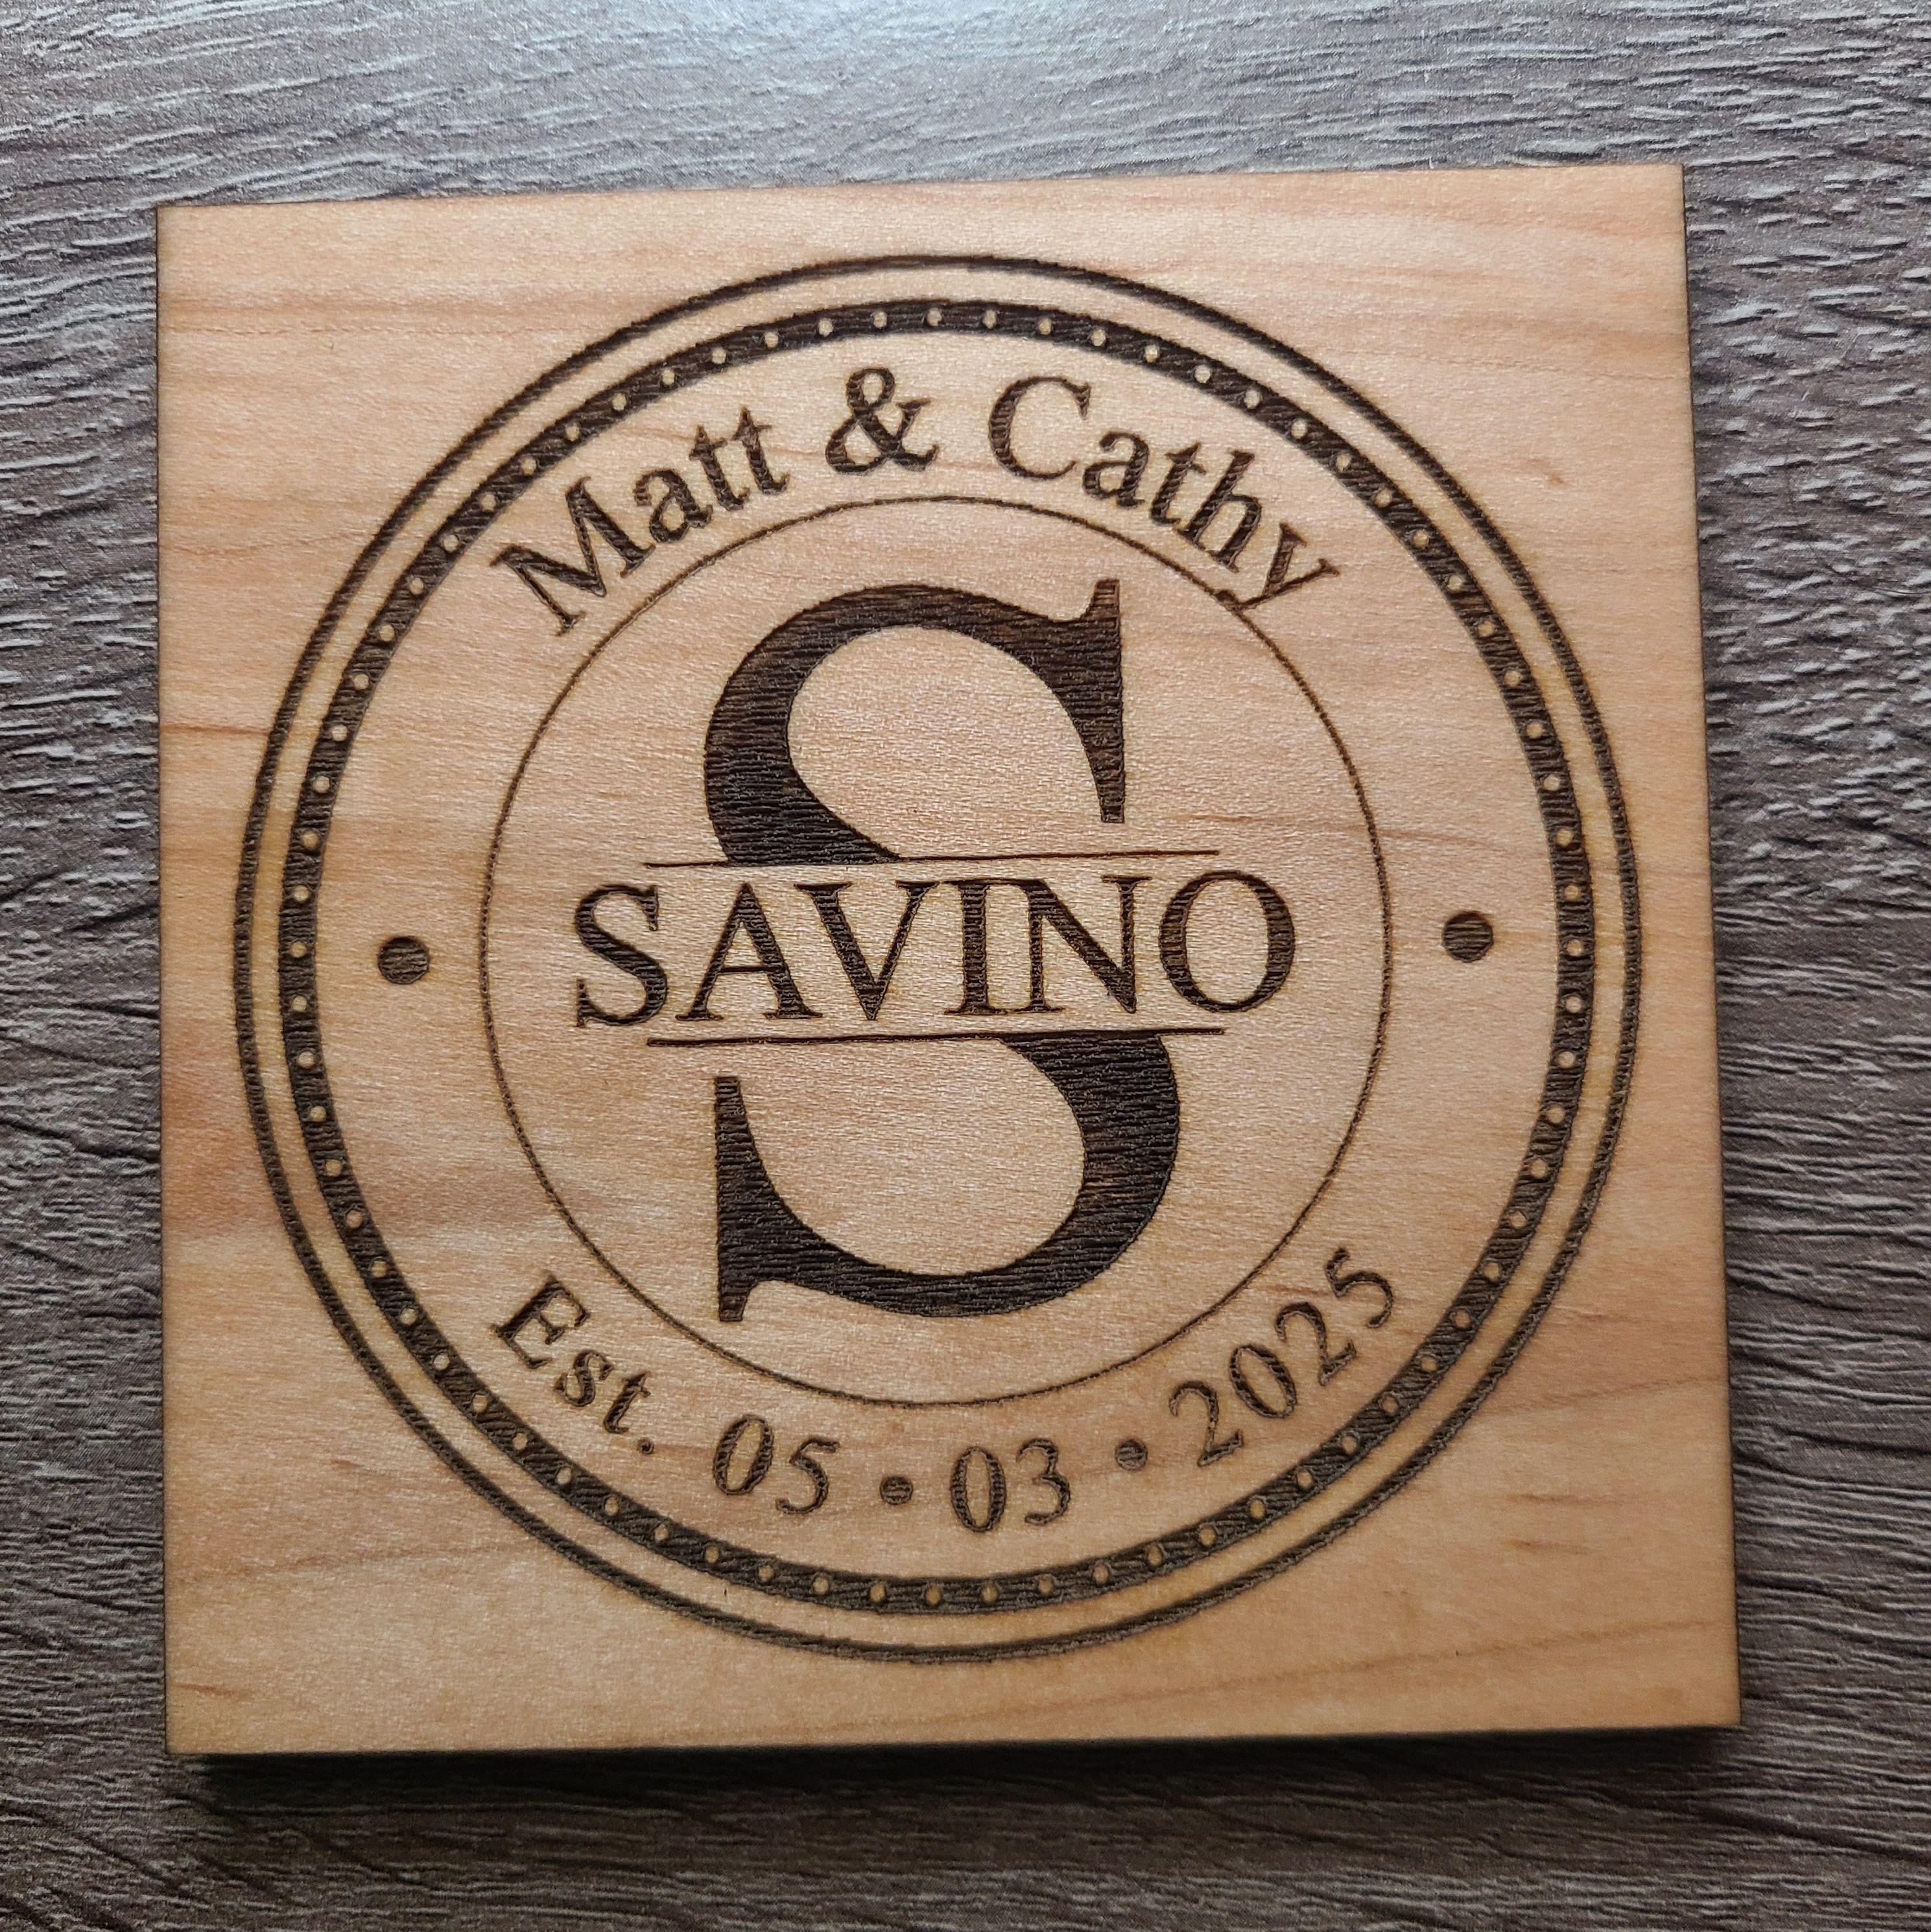 Matt & Cathy
S
SAVINO
Est. 05 • 03 • 2025